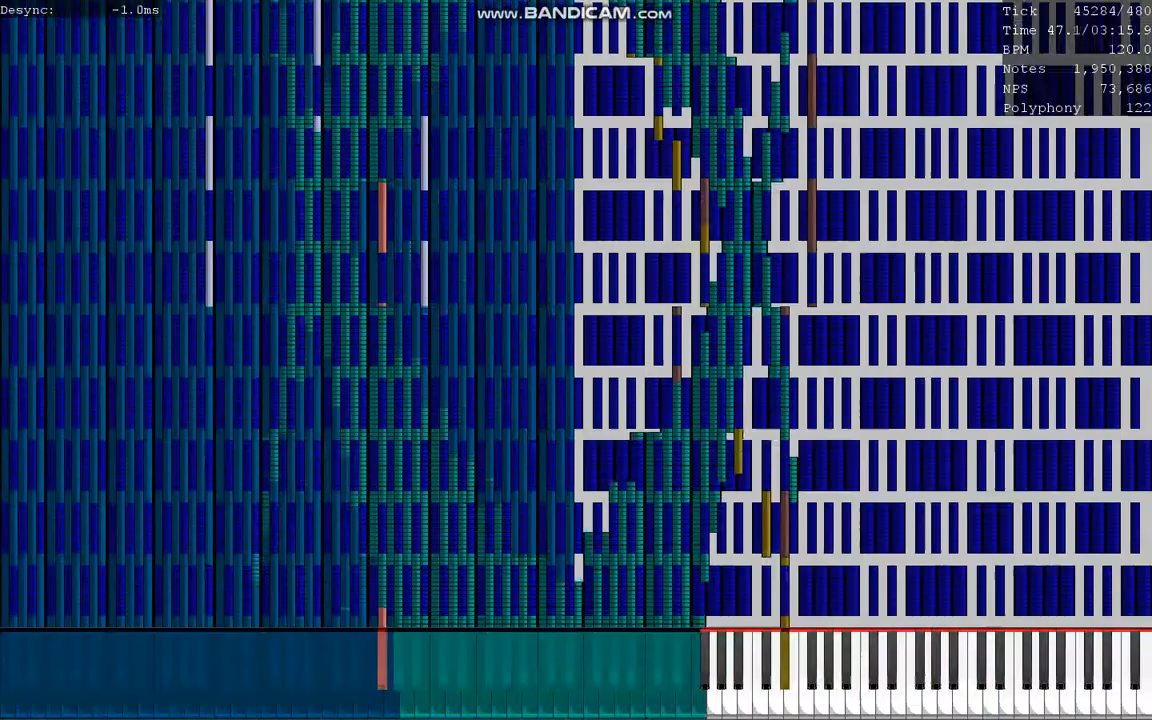 Desync: -1.0ms
www.BANDICAM.com
Tick 45284/480
Time 47.1/03:15.9
BPM 120.0
Notes 1,950,388
NPS 73,686
Polyphony 122